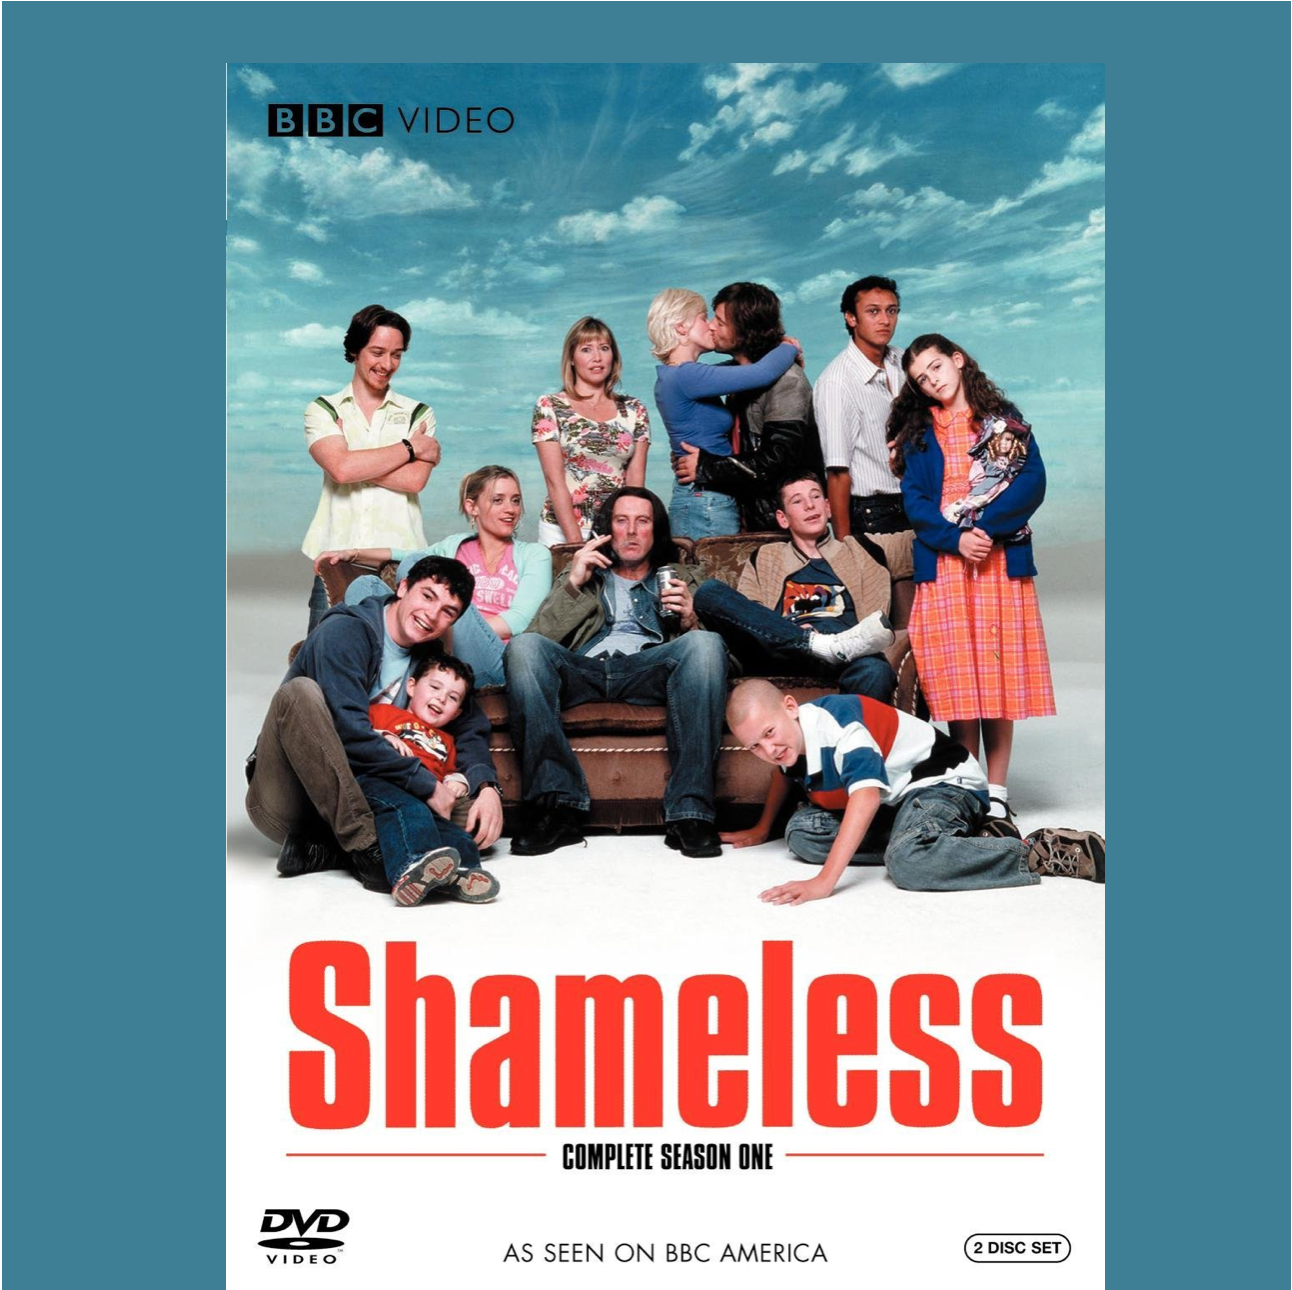 BBC VIDEO
Shameless
COMPLETE SEASON ONE
DVD
VIDEO
AS SEEN ON BBC AMERICA
2 DISC SET